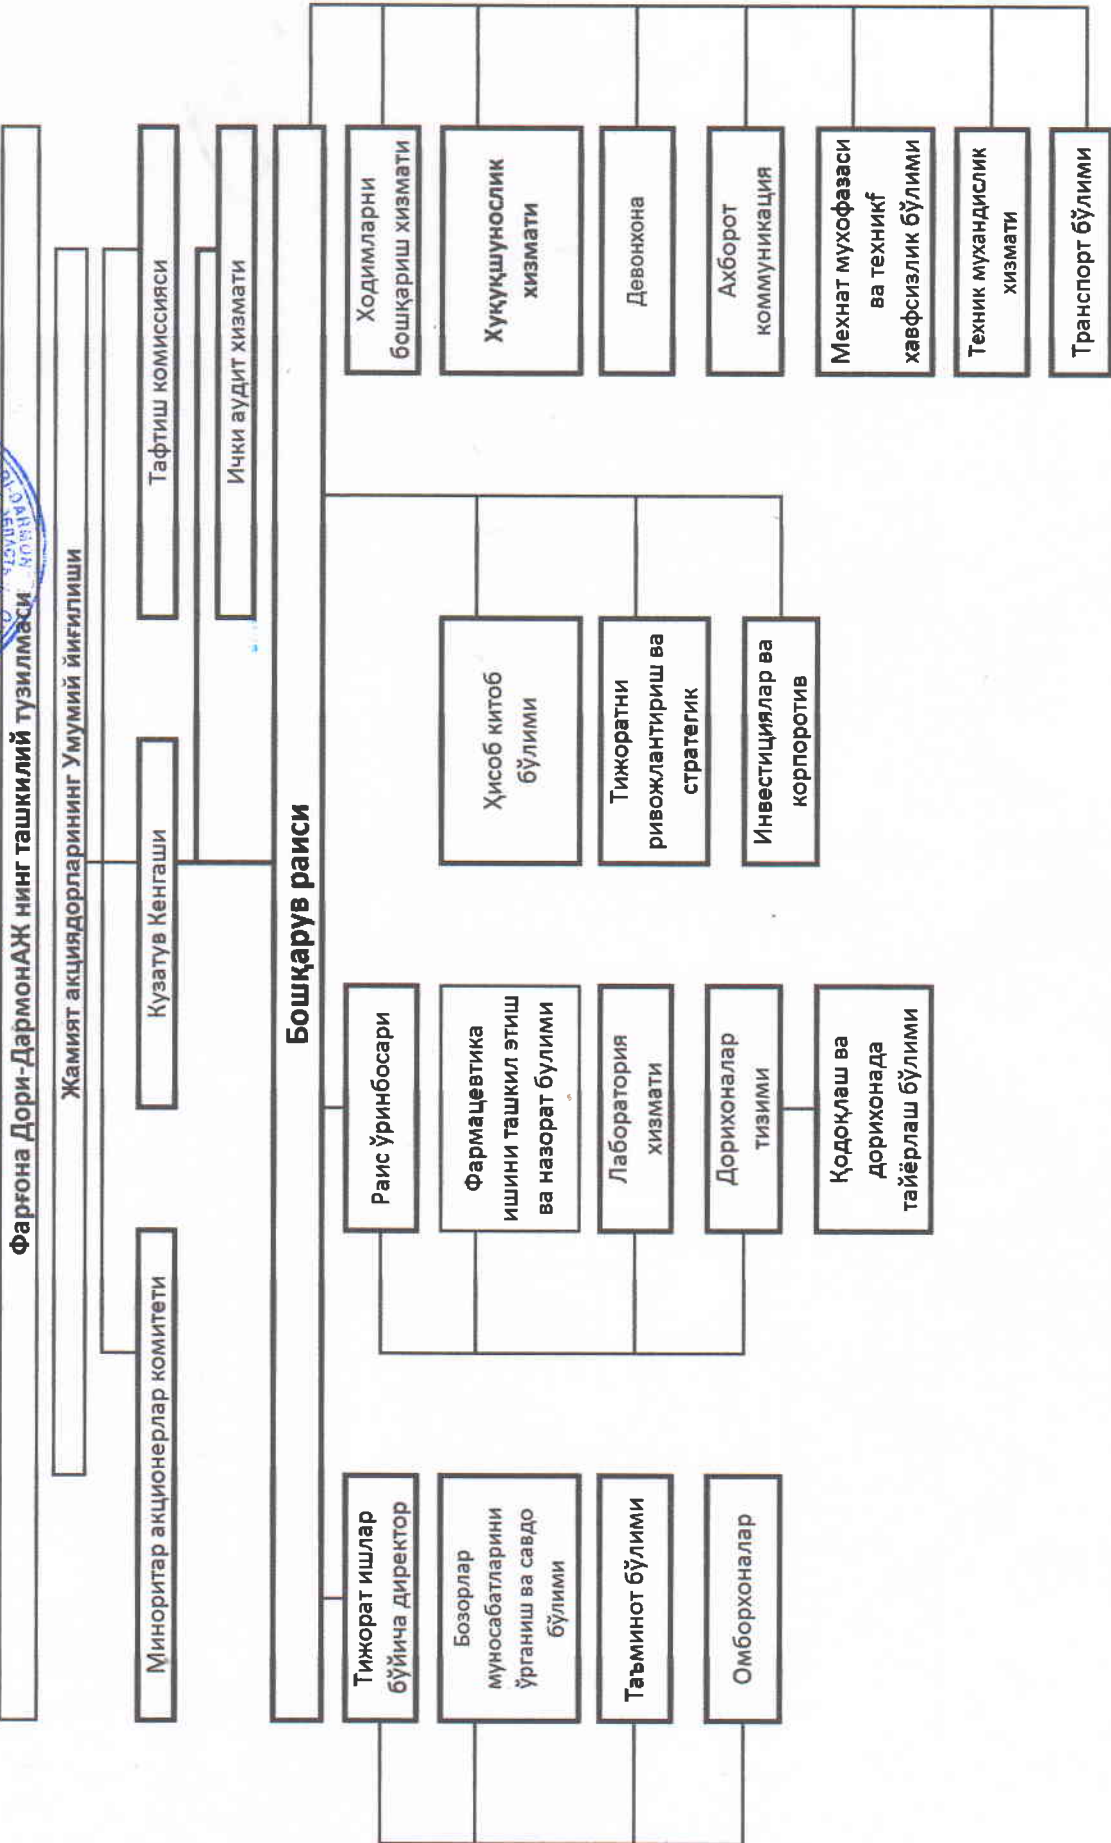 Фарғона Дори-ДармонАЖ нинг ташкилий тузилмаси
Жамият акциядорларининг Умумий йиғилиши
Миноритар акционерлар комитети
Кузатув Кенгаши
Тафтиш комиссияси
Ички аудит хизмати
Бошқарув раиси
Тижорат ишлар
бўйича директор
Бозорлар
муносабатларини
ўрганиш ва савдо
бўлими
Таъминот бўлими
Омборхоналар
Раис ўринбосари
Фармацевтика
ишини ташкил этиш
ва назорат булими
Лаборатория
хизмати
Дорихоналар
тизими
Қодоқлаш ва
дорихонада
тайёрлаш бўлими
Ҳисоб китоб
бўлими
Тижоратни
ривожлантириш ва
стратегик
Инвестициялар ва
корпоротив
Ходимларни
бошқариш хизмати
Хуқуқшунослик
хизмати
Девонхона
Ахборот
коммуникация
Мехнат мухофазаси
ва техникf
хавфсизлик бўлими
Техник мухандислик
хизмати
Транспорт бўлими